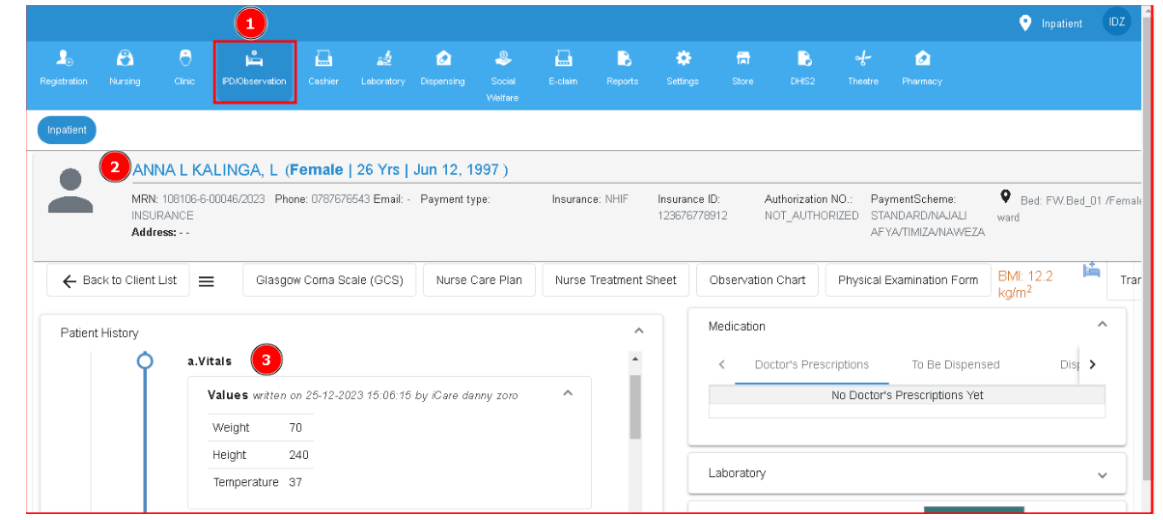 1
Inpatient IDZ
Registration Nursing Clinic IPD/Observation Cashier Laboratory Dispensing Social Welfare E-claim Reports Settings Store DHS2 Theatre Pharmacy
Inpatient
2 ANNA L KALINGA, L (Female | 26 Yrs | Jun 12, 1997 )
MRN: 108106-6-00046/2023 Phone: 0787676543 Email: - Payment type: INSURANCE
Insurance: NHIF
Insurance ID: 123676778912
Authorization NO.: NOT_AUTHORIZED
PaymentScheme: STANDARD/NAJALI AFYA/TIMIZA/NAWEZA
Bed: FW.Bed_01 /Female ward
Address: - -
Back to Client List Glasgow Coma Scale (GCS) Nurse Care Plan Nurse Treatment Sheet Observation Chart Physical Examination Form BMI: 12.2 kg/m2 Tran
Patient History
a.Vitals 3
Values written on 25-12-2023 15:06:15 by iCare danny zoro
Weight 70
Height 240
Temperature 37
Medication
Doctor's Prescriptions To Be Dispensed
No Doctor's Prescriptions Yet
Laboratory